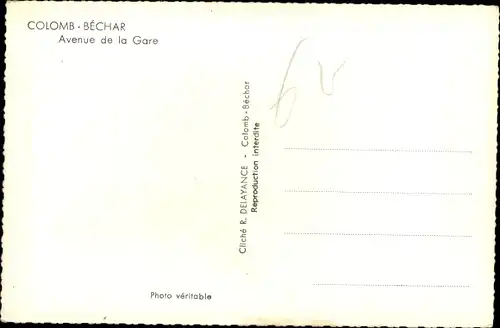 COLOMB - BÉCHAR
Avenue de la Gare
Cliché R. DELAYANCE - Colomb-Béchar
Reproduction interdite
Photo véritable